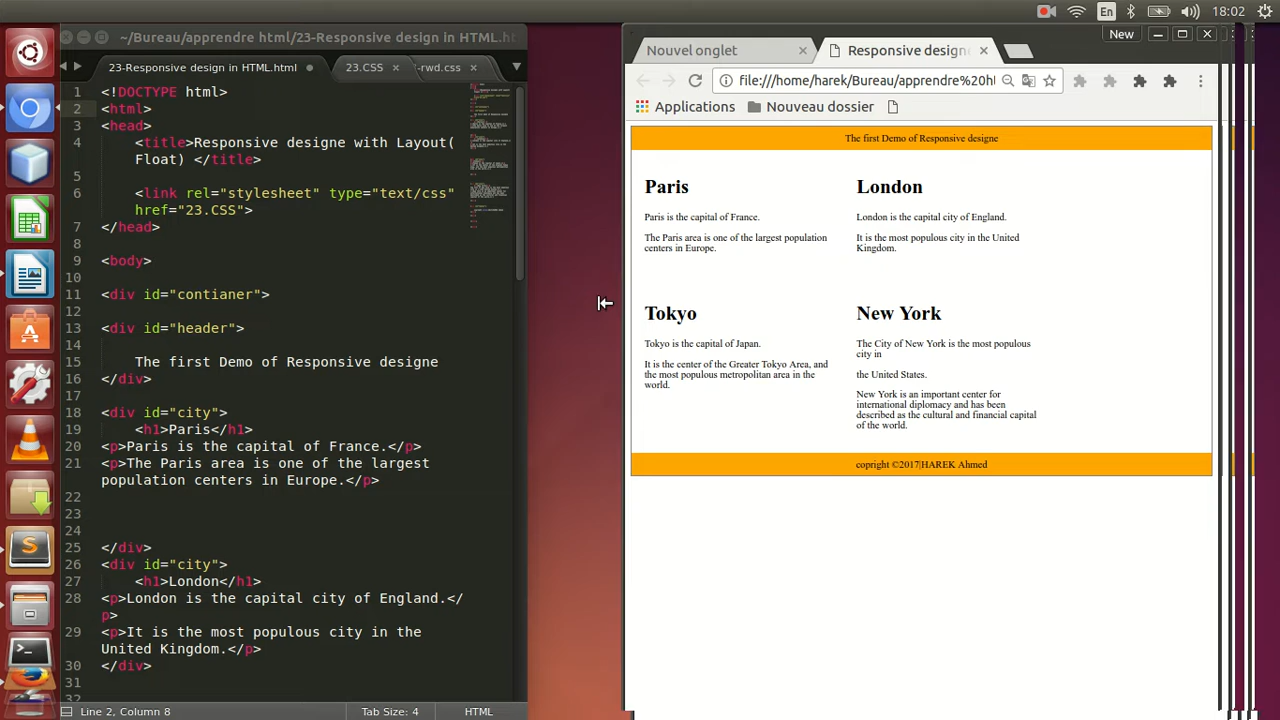 En
18:02
~/Bureau/apprendre html/23-Responsive design in HTML.ht
23-Responsive design in HTML.html
23.CSS
-rwd.css
1 <!DOCTYPE html>
2 <html>
3 <head>
4 <title>Responsive designe with Layout(
Float) </title>
5
6 <link rel="stylesheet" type="text/css"
href="23.CSS">
7 </head>
8
9 <body>
10
11 <div id="contianer">
12
13 <div id="header">
14
15 The first Demo of Responsive designe
16 </div>
17
18 <div id="city">
19 <h1>Paris</h1>
20 <p>Paris is the capital of France.</p>
21 <p>The Paris area is one of the largest
population centers in Europe.</p>
22
23
24
25 </div>
26 <div id="city">
27 <h1>London</h1>
28 <p>London is the capital city of England.</
p>
29 <p>It is the most populous city in the
United Kingdom.</p>
30 </div>
31
32
Line 2, Column 8
Tab Size: 4
HTML
New
Nouvel onglet
Responsive designe
file:///home/harek/Bureau/apprendre%20ht
Applications
Nouveau dossier
The first Demo of Responsive designe
Paris
Paris is the capital of France.
The Paris area is one of the largest population
centers in Europe.
London
London is the capital city of England.
It is the most populous city in the United
Kingdom.
Tokyo
Tokyo is the capital of Japan.
It is the center of the Greater Tokyo Area, and
the most populous metropolitan area in the
world.
New York
The City of New York is the most populous
city in
the United States.
New York is an important center for
international diplomacy and has been
described as the cultural and financial capital
of the world.
copright ©2017|HAREK Ahmed